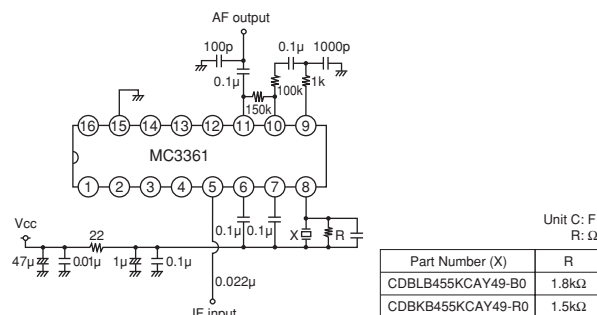 AF output
100p
0.1μ
0.1μ
1000p
100k
1k
150k
16 15 14 13 12 11 10 9
MC3361
1 2 3 4 5 6 7 8
Vcc
22
0.1μ
0.1μ
X
R
47μ
0.01μ
1μ
0.1μ
0.022μ
IF input
Unit C: F
R: Ω
Part Number (X) R
CDBLB455KCAY49-B0 1.8kΩ
CDBKB455KCAY49-R0 1.5kΩ